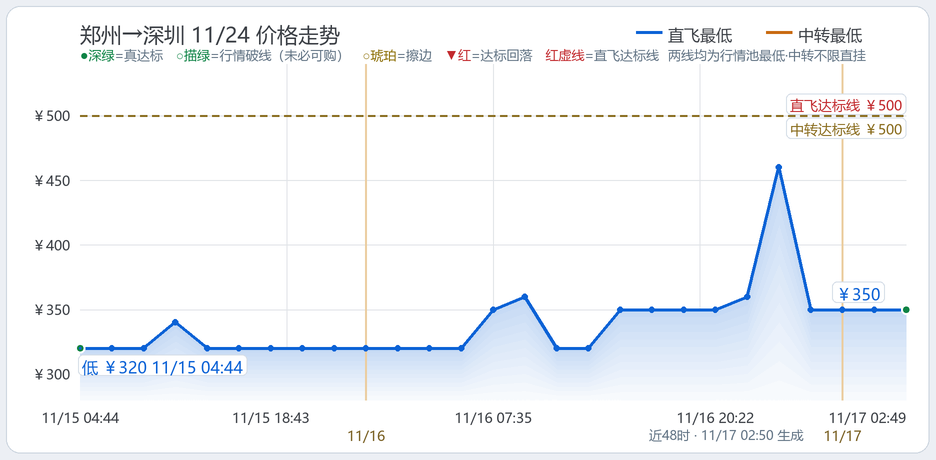 郑州→深圳 11/24 价格走势
直飞最低
中转最低
●深绿=真达标 ○描绿=行情破线（未必可购） ○琥珀=擦边 ▼红=达标回落 红虚线=直飞达标线 两线均为行情池最低·中转不限直挂
直飞达标线 ¥500
中转达标线 ¥500
¥500
¥450
¥400
¥350
¥300
¥350
低 ¥320 11/15 04:44
11/15 04:44
11/15 18:43
11/16 07:35
11/16 20:22
11/17 02:49
11/16
近48时 · 11/17 02:50 生成
11/17